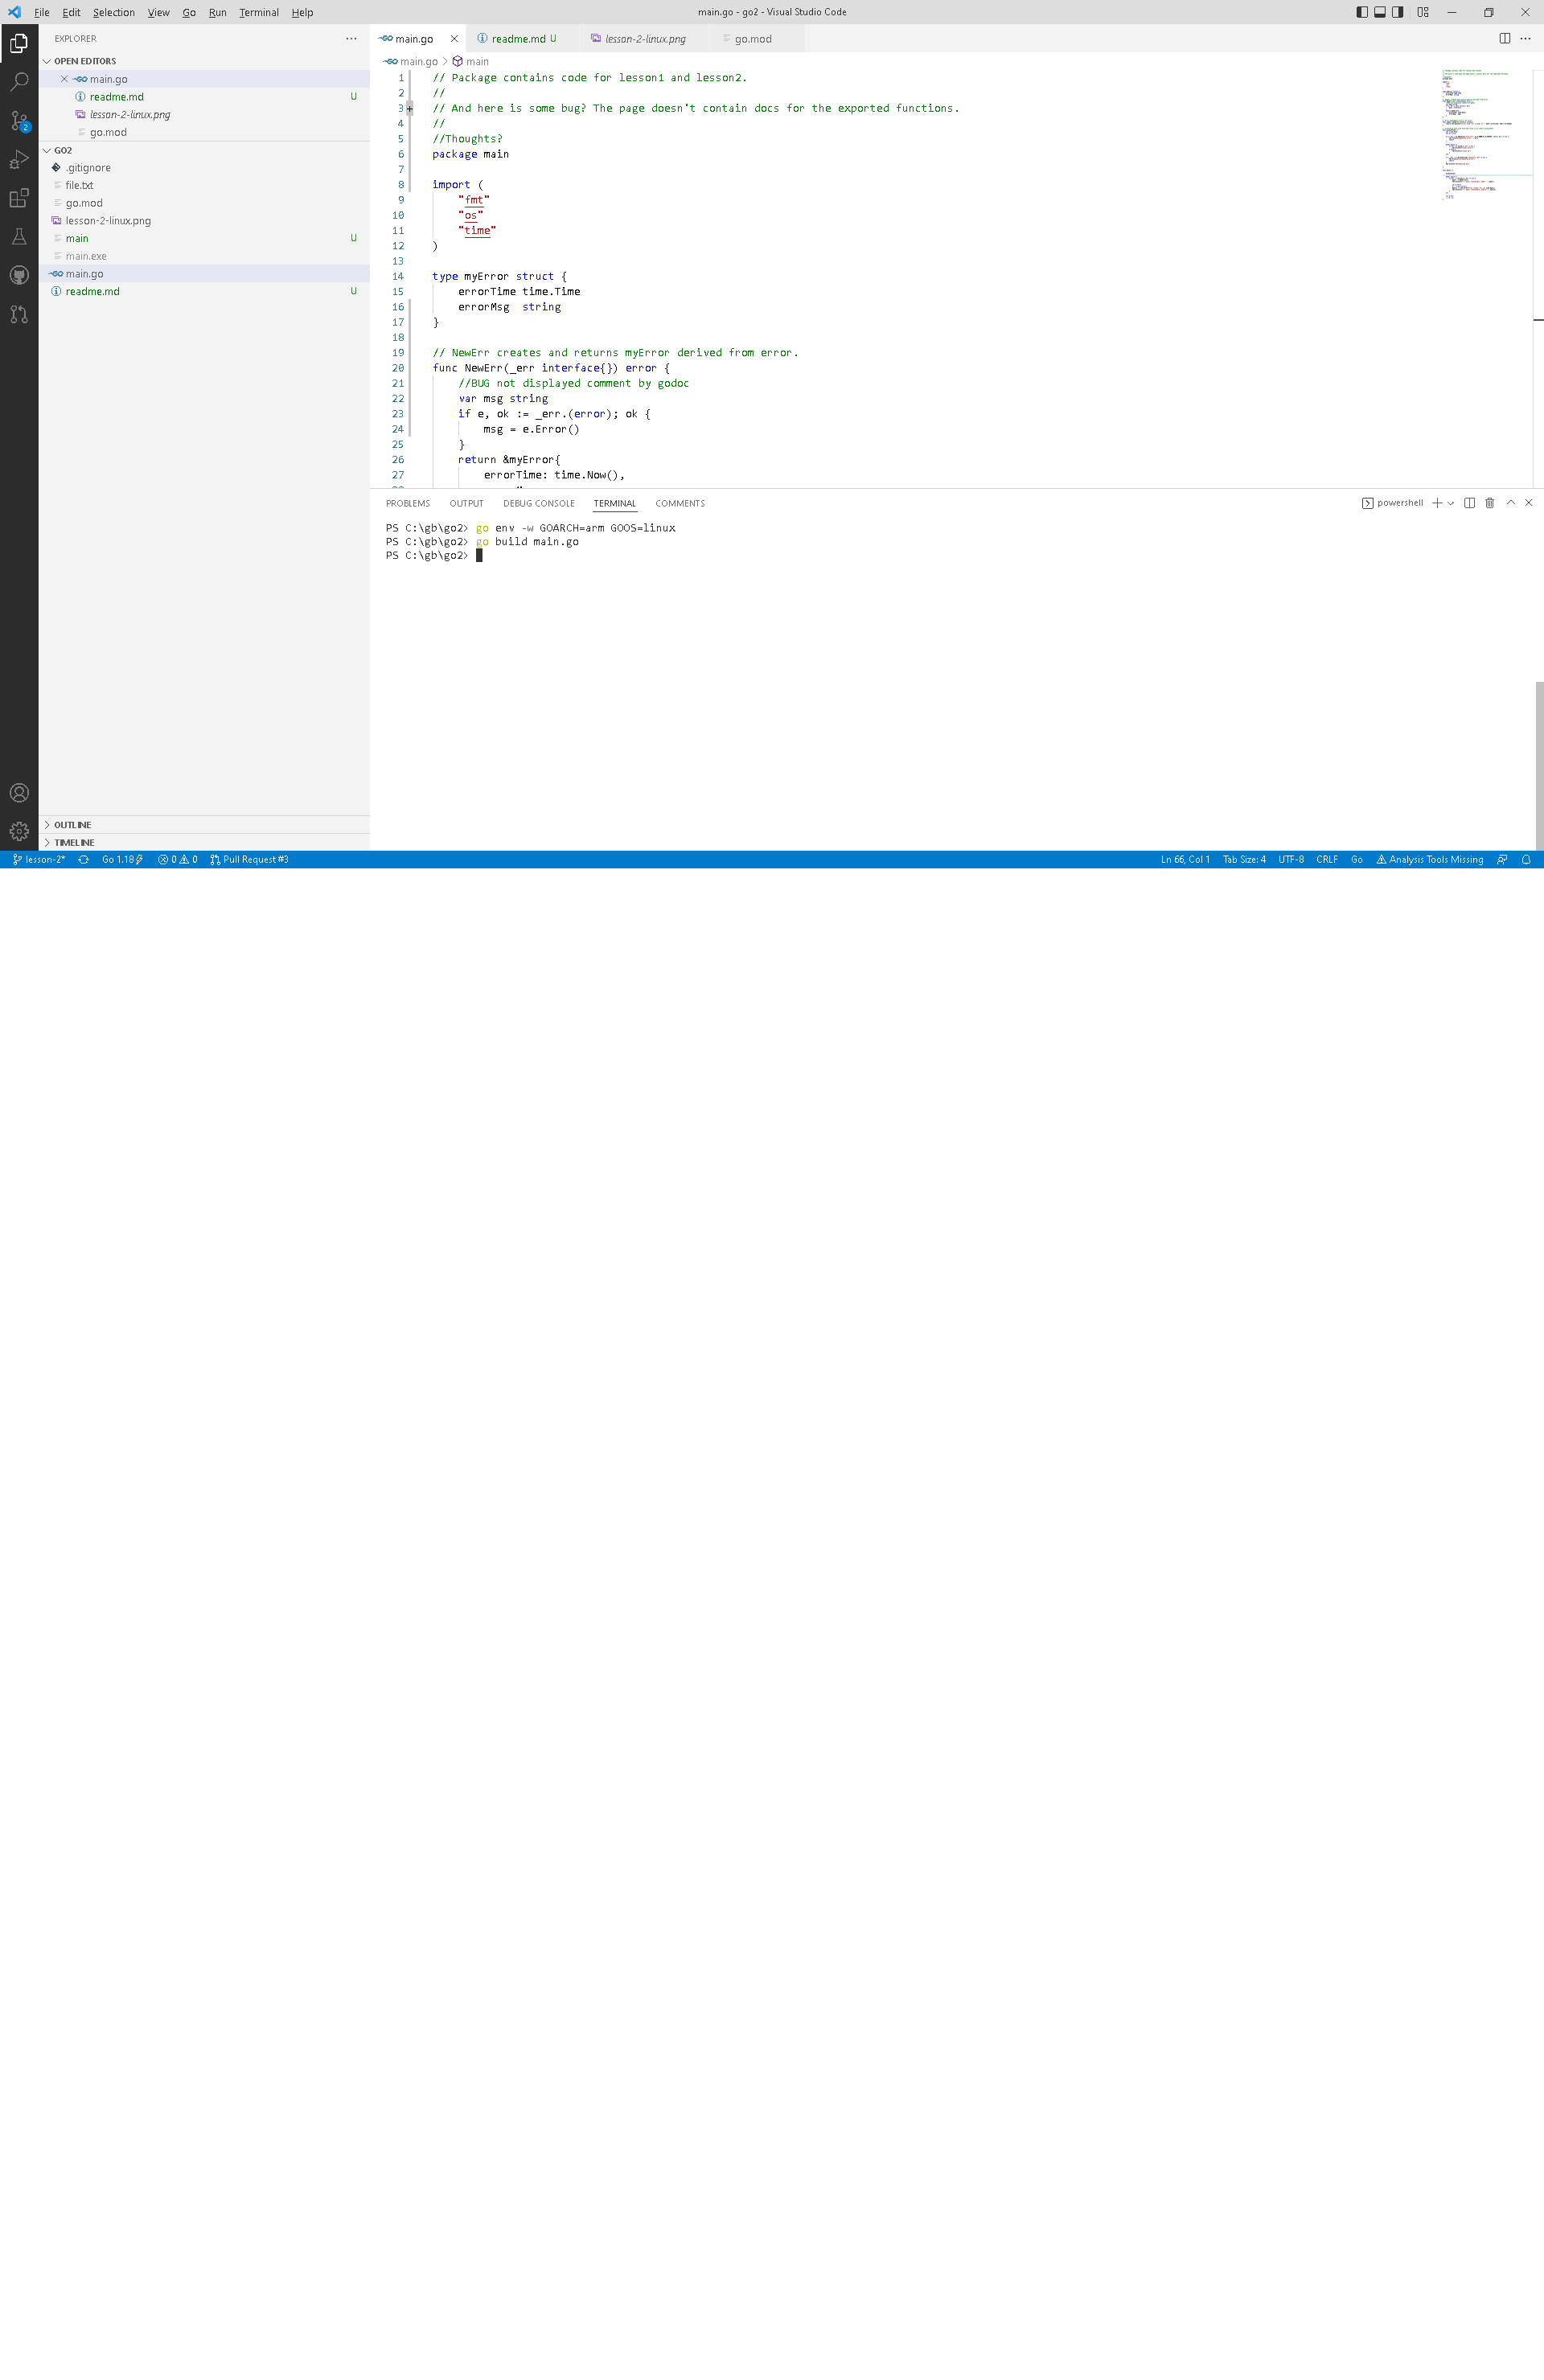 File Edit Selection View Go Run Terminal Help main.go - go2 - Visual Studio Code
EXPLORER
OPEN EDITORS
main.go
readme.md U
lesson-2-linux.png
go.mod
GO2
.gitignore
file.txt
go.mod
lesson-2-linux.png
main U
main.exe
main.go
readme.md U
OUTLINE
TIMELINE
main.go readme.md U lesson-2-linux.png go.mod
main.go > main
1 // Package contains code for lesson1 and lesson2.
2 //
3 // And here is some bug? The page doesn't contain docs for the exported functions.
4 //
5 //Thoughts?
6 package main
7
8 import (
9 "fmt"
10 "os"
11 "time"
12 )
13
14 type myError struct {
15 errorTime time.Time
16 errorMsg string
17 }
18
19 // NewErr creates and returns myError derived from error.
20 func NewErr(_err interface{}) error {
21 //BUG not displayed comment by godoc
22 var msg string
23 if e, ok := _err.(error); ok {
24 msg = e.Error()
25 }
26 return &myError{
27 errorTime: time.Now(),
PROBLEMS OUTPUT DEBUG CONSOLE TERMINAL COMMENTS powershell
PS C:\gb\go2> go env -w GOARCH=arm GOOS=linux
PS C:\gb\go2> go build main.go
PS C:\gb\go2>
2
lesson-2* Go 1.18 0 0 Pull Request #3 Ln 66, Col 1 Tab Size: 4 UTF-8 CRLF Go Analysis Tools Missing